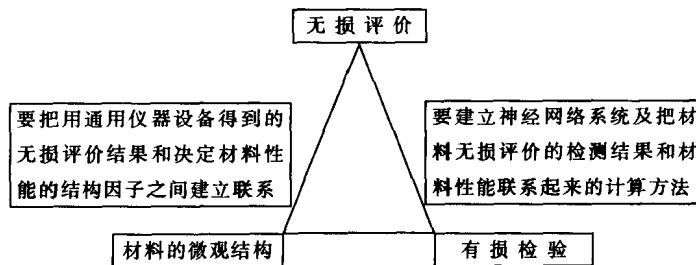 无损评价
要把用通用仪器设备得到的
无损评价结果和决定材料性
能的结构因子之间建立联系
要建立神经网络系统及把材
料无损评价的检测结果和材
料性能联系起来的计算方法
材料的微观结构
有损检验